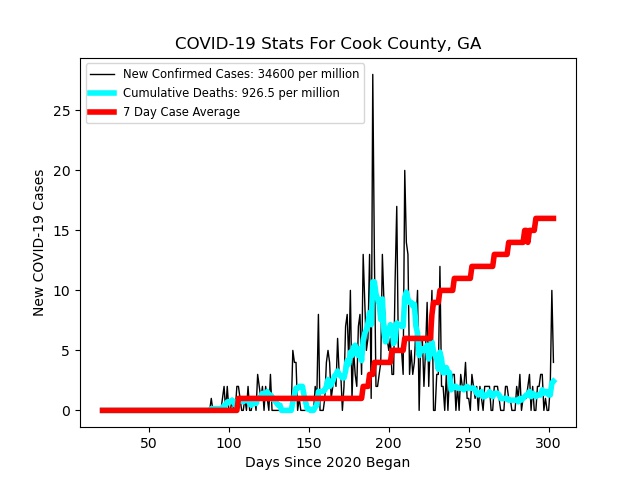 COVID-19 Stats For Cook County, GA
New Confirmed Cases: 34600 per million
Cumulative Deaths: 926.5 per million
7 Day Case Average
New COVID-19 Cases
25
20
15
10
5
0
50 100 150 200 250 300
Days Since 2020 Began